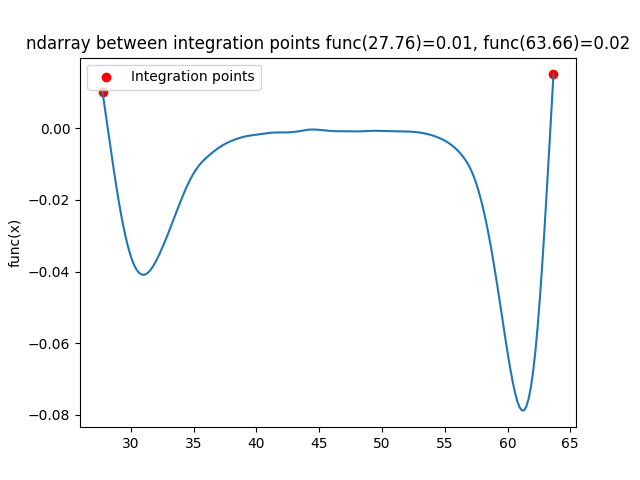 ndarray between integration points func(27.76)=0.01, func(63.66)=0.02
Integration points
func(x)
0.00
−0.02
−0.04
−0.06
−0.08
30 35 40 45 50 55 60 65